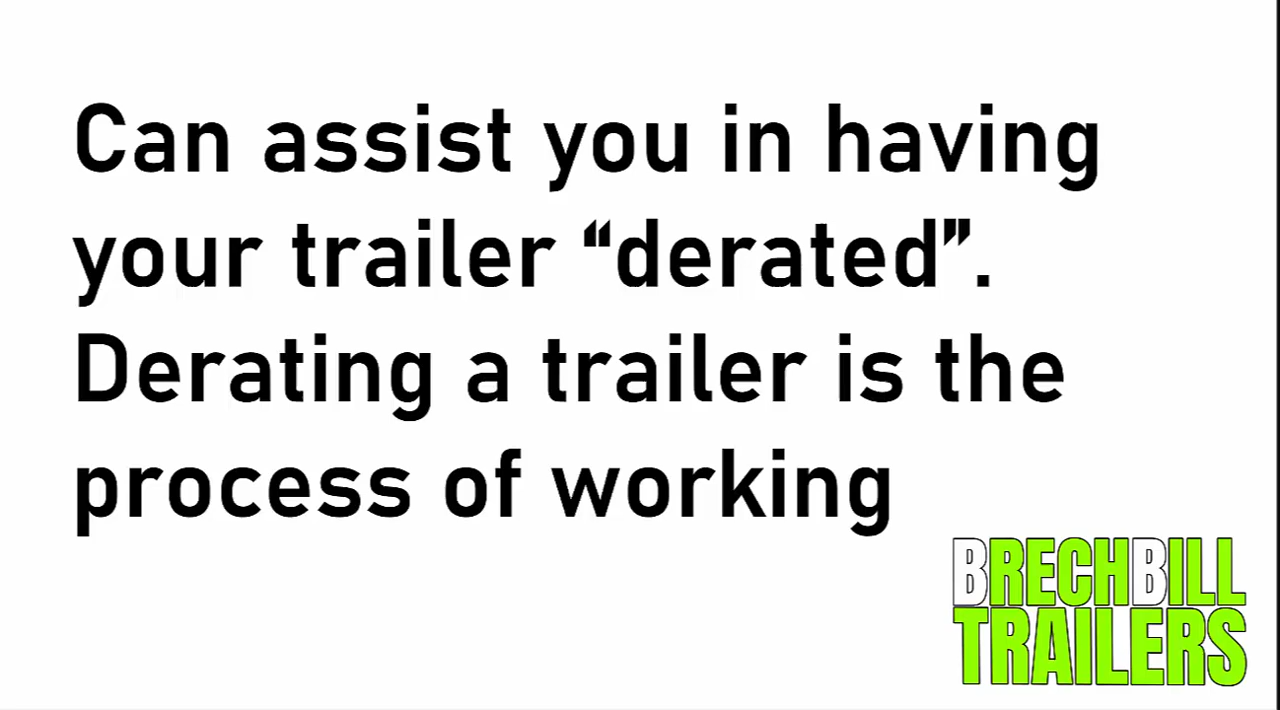 Can assist you in having
your trailer “derated”.
Derating a trailer is the
process of working
BRECHBILL
TRAILERS